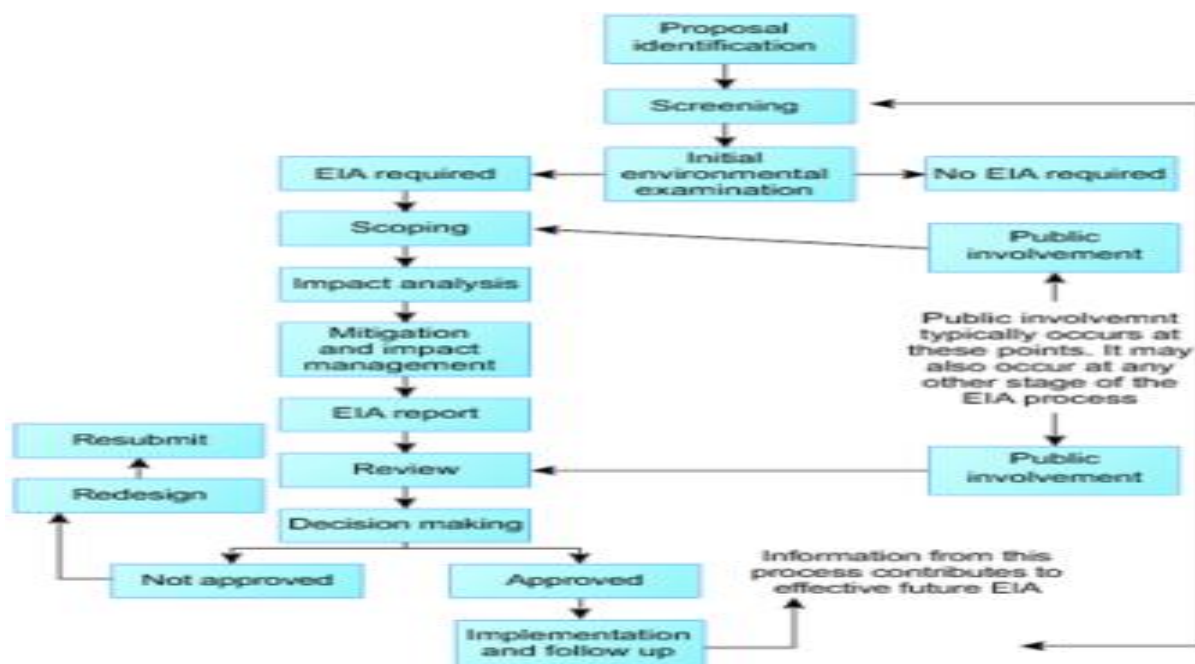 Proposal
identification
Screening
Initial
environmental
examination
EIA required
No EIA required
Scoping
Public
involvement
Impact analysis
Public involvemnt
typically occurs at
these points. It may
also occur at any
other stage of the
EIA process
Mitigation
and impact
management
EIA report
Resubmit
Review
Public
involvement
Redesign
Decision making
Not approved
Approved
Information from this
process contributes to
effective future EIA
Implementation
and follow up